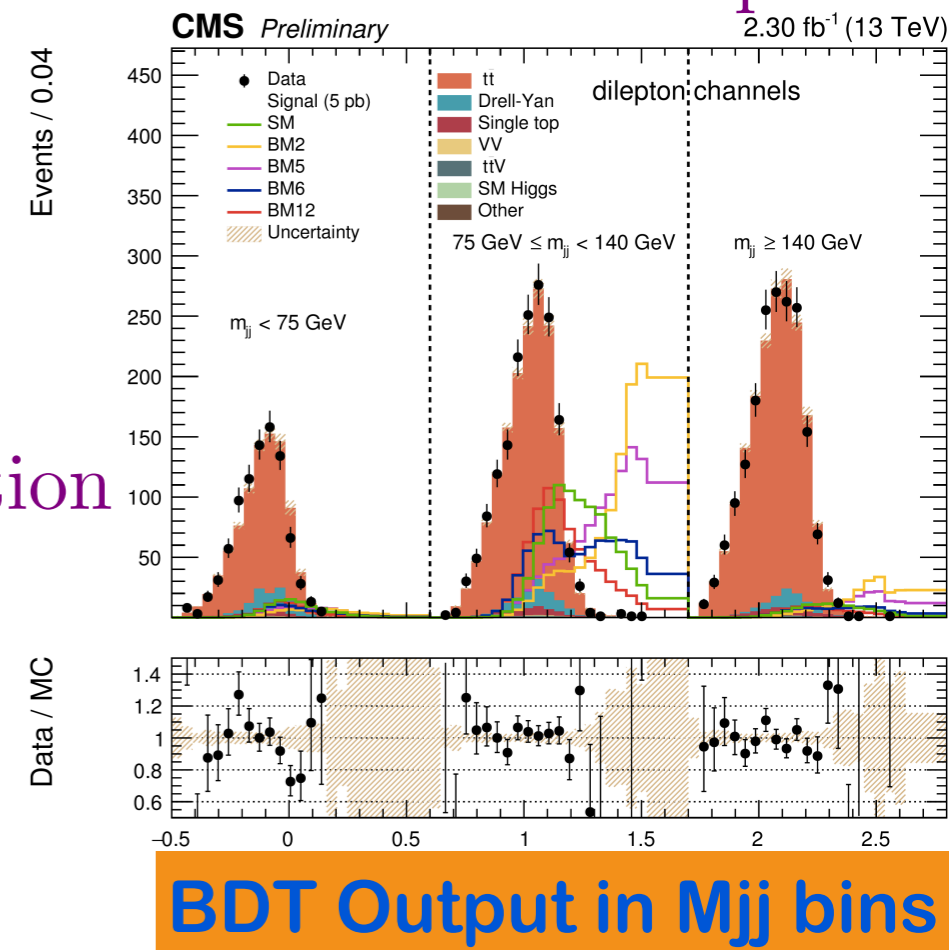 p
CMS Preliminary 2.30 fb⁻¹ (13 TeV)
Events / 0.04
450
400
350
300
250
200
150
100
50
Data
Signal (5 pb)
SM
BM2
BM5
BM6
BM12
Uncertainty
tt̄
Drell-Yan
Single top
VV
ttV
SM Higgs
Other
dilepton channels
m_jj < 75 GeV
75 GeV ≤ m_jj < 140 GeV
m_jj ≥ 140 GeV
ion
Data / MC
1.4
1.2
1
0.8
0.6
−0.5 0 0.5 1 1.5 2 2.5
BDT Output in Mjj bins